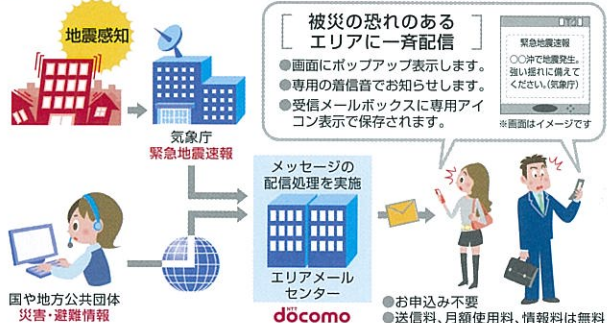 地震感知
気象庁
緊急地震速報
国や地方公共団体
災害・避難情報
メッセージの
配信処理を実施
エリアメール
センター
NTT
döcomo
被災の恐れのある
エリアに一斉配信
●画面にポップアップ表示します。
●専用の着信音でお知らせします。
●受信メールボックスに専用アイ
コン表示で保存されます。
緊急地震速報
○○沖で地震発生。
強い揺れに備えて
ください。(気象庁)
※画面はイメージです
●お申込み不要
●送信料、月額使用料、情報料は無料